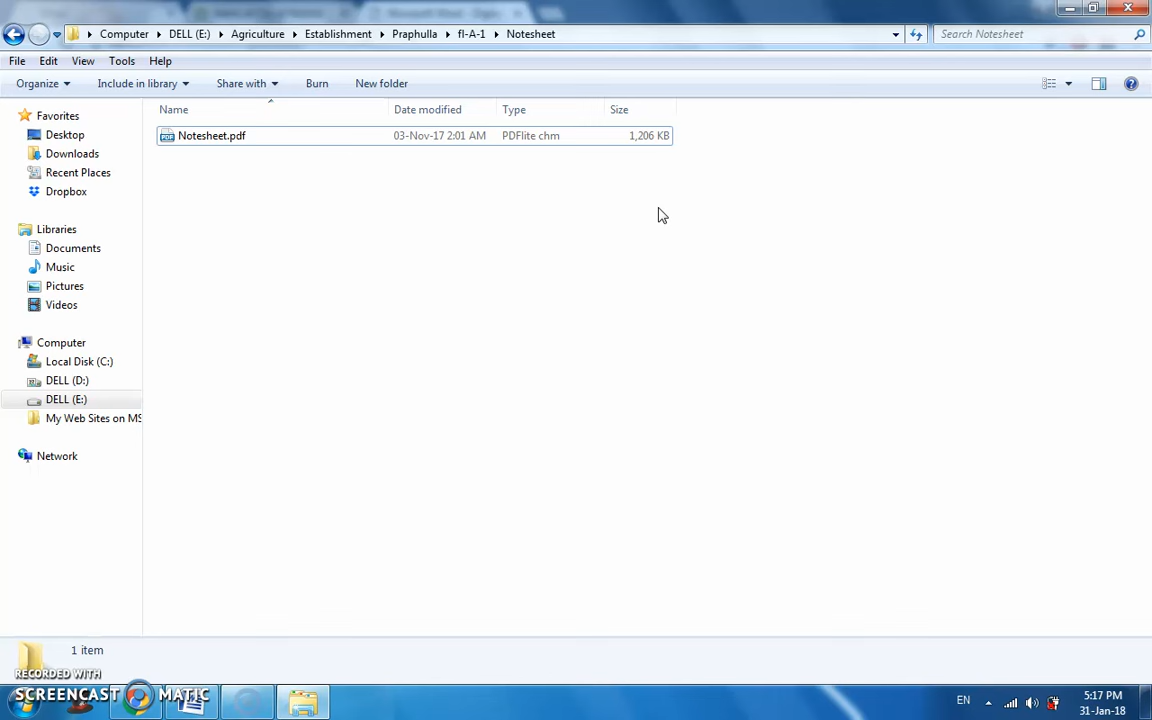 Computer DELL (E:) Agriculture Establishment Praphulla fl-A-1 Notesheet Search Notesheet
File Edit View Tools Help
Organize Include in library Share with Burn New folder
Name Date modified Type Size
Notesheet.pdf 03-Nov-17 2:01 AM PDFlite chm 1,206 KB
Favorites
Desktop
Downloads
Recent Places
Dropbox
Libraries
Documents
Music
Pictures
Videos
Computer
Local Disk (C:)
DELL (D:)
DELL (E:)
My Web Sites on MS
Network
1 item
RECORDED WITH
SCREENCAST MATIC
EN 5:17 PM
31-Jan-18